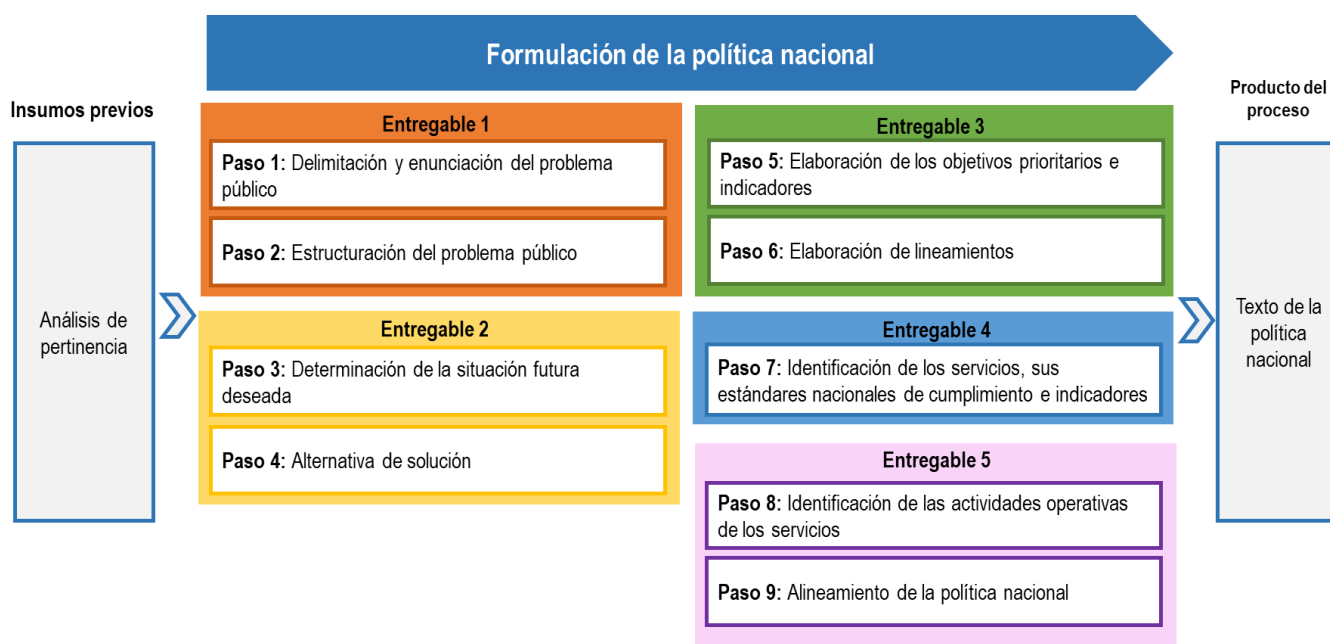 Formulación de la política nacional
Insumos previos
Análisis de
pertinencia
Entregable 1
Paso 1: Delimitación y enunciación del problema
público
Paso 2: Estructuración del problema público
Entregable 2
Paso 3: Determinación de la situación futura
deseada
Paso 4: Alternativa de solución
Entregable 3
Paso 5: Elaboración de los objetivos prioritarios e
indicadores
Paso 6: Elaboración de lineamientos
Entregable 4
Paso 7: Identificación de los servicios, sus
estándares nacionales de cumplimiento e indicadores
Entregable 5
Paso 8: Identificación de las actividades operativas
de los servicios
Paso 9: Alineamiento de la política nacional
Producto del
proceso
Texto de la
política
nacional